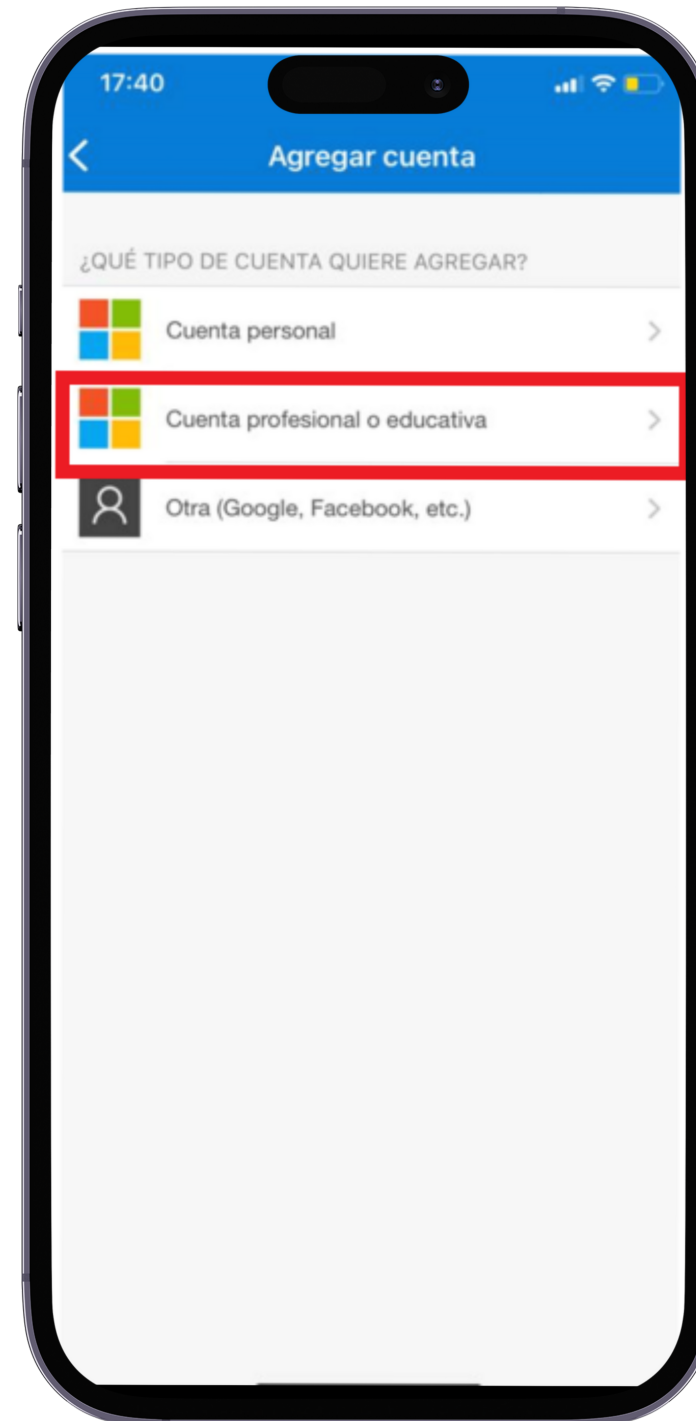 17:40
Agregar cuenta
¿QUÉ TIPO DE CUENTA QUIERE AGREGAR?
Cuenta personal
Cuenta profesional o educativa
Otra (Google, Facebook, etc.)